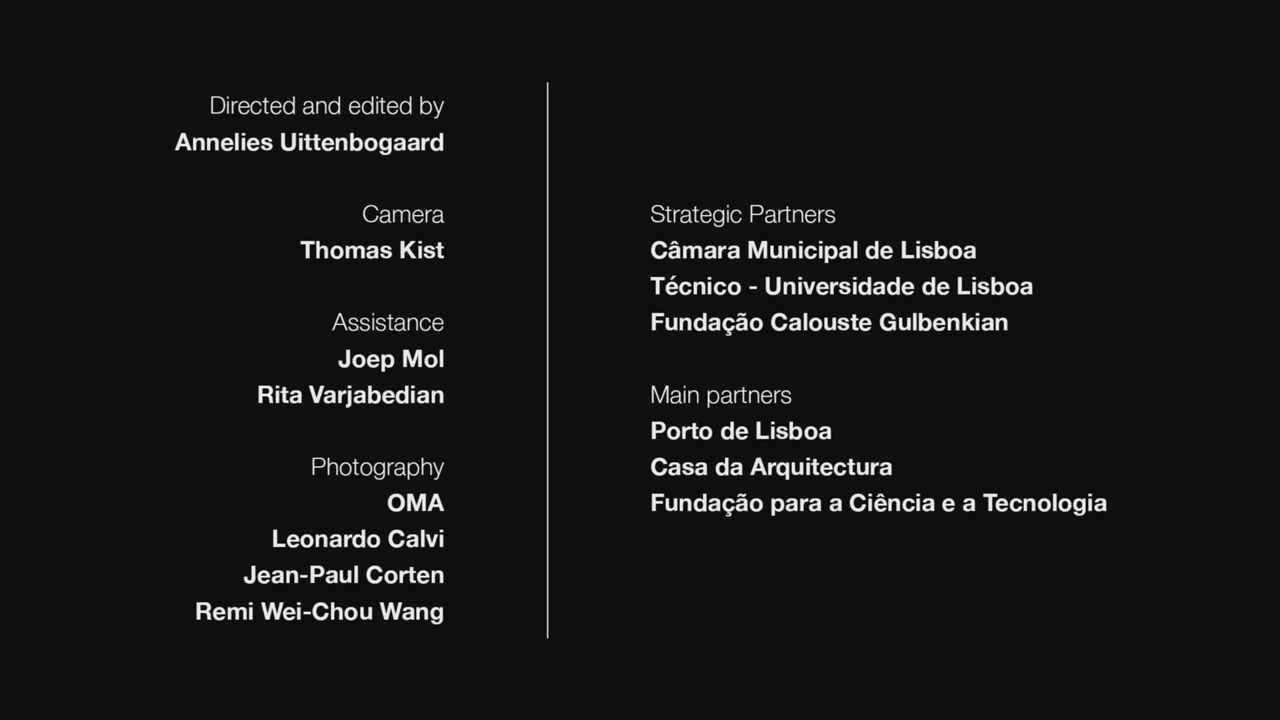 Directed and edited by
Annelies Uittenbogaard
Camera
Thomas Kist
Assistance
Joep Mol
Rita Varjabedian
Photography
OMA
Leonardo Calvi
Jean-Paul Corten
Remi Wei-Chou Wang
Strategic Partners
Câmara Municipal de Lisboa
Técnico - Universidade de Lisboa
Fundação Calouste Gulbenkian
Main partners
Porto de Lisboa
Casa da Arquitectura
Fundação para a Ciência e a Tecnologia